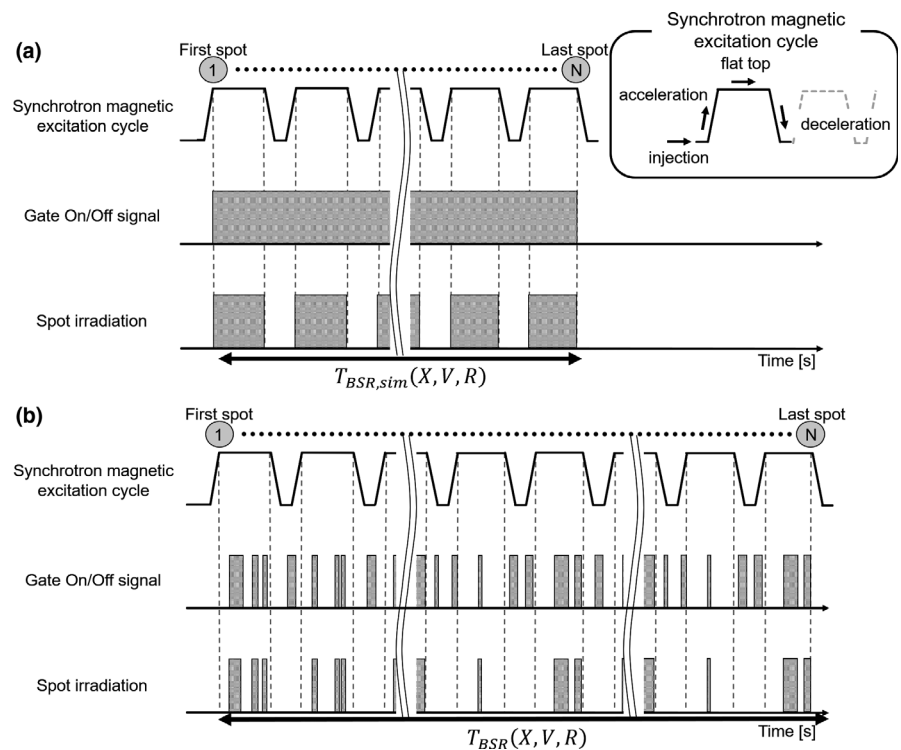 (a)
First spot
Last spot
1
N
Synchrotron magnetic
excitation cycle
Synchrotron magnetic
excitation cycle
flat top
acceleration
deceleration
injection
Gate On/Off signal
Spot irradiation
Time [s]
T_{BSR,sim}(X, V, R)
(b)
First spot
Last spot
1
N
Synchrotron magnetic
excitation cycle
Gate On/Off signal
Spot irradiation
Time [s]
T_{BSR}(X, V, R)